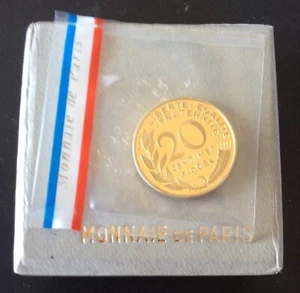 Monnaie de Paris
LIBERTE · EGALITE
FRATERNITE
20
CENTIMES
MONNAIE DE PARIS